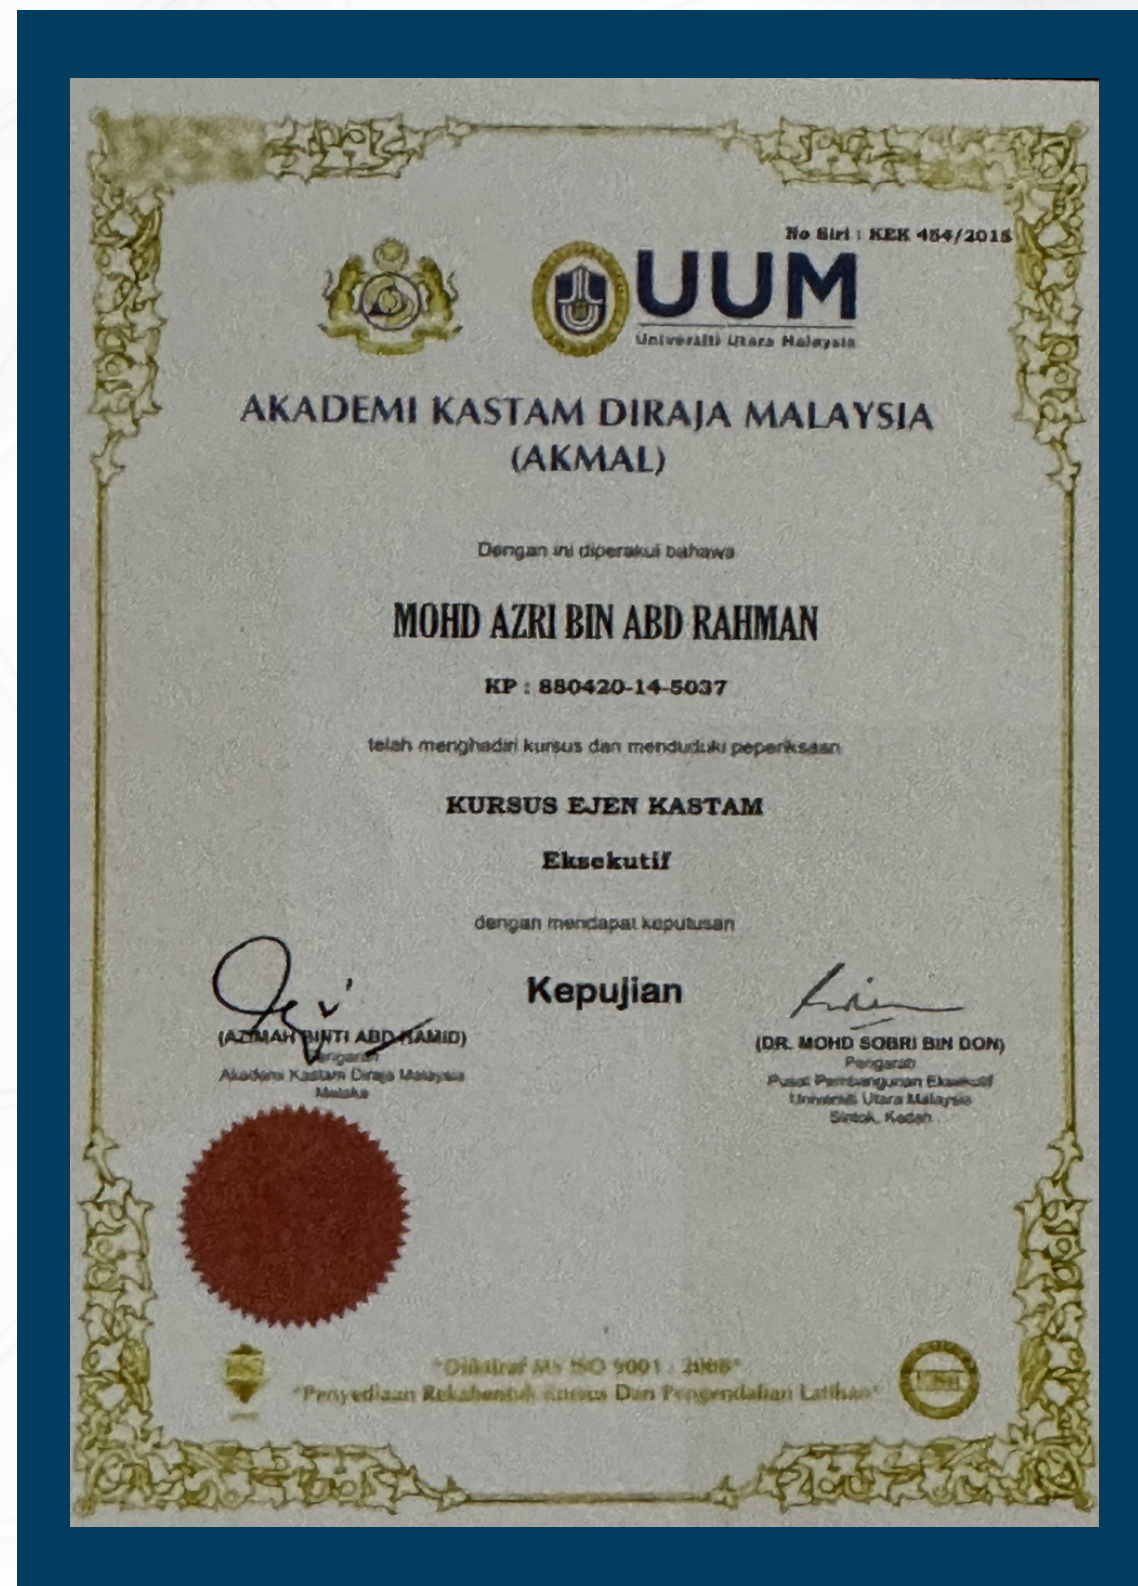 No Siri : KEK 454/2015
UUM
Universiti Utara Malaysia
AKADEMI KASTAM DIRAJA MALAYSIA
(AKMAL)
Dengan ini diperakui bahawa
MOHD AZRI BIN ABD RAHMAN
KP : 880420-14-5037
telah menghadiri kursus dan menduduki peperiksaan
KURSUS EJEN KASTAM
Eksekutif
dengan mendapat keputusan
Kepujian
(AZIMAH BINTI ABD HAMID)
Pengarah
Akademi Kastam Diraja Malaysia
Melaka
(DR. MOHD SOBRI BIN DON)
Pengarah
Pusat Pembangunan Eksekutif
Universiti Utara Malaysia
Sintok, Kedah
"Diiktiraf MS ISO 9001 : 2008"
"Penyediaan Rekabentuk Kursus Dan Pengendalian Latihan"